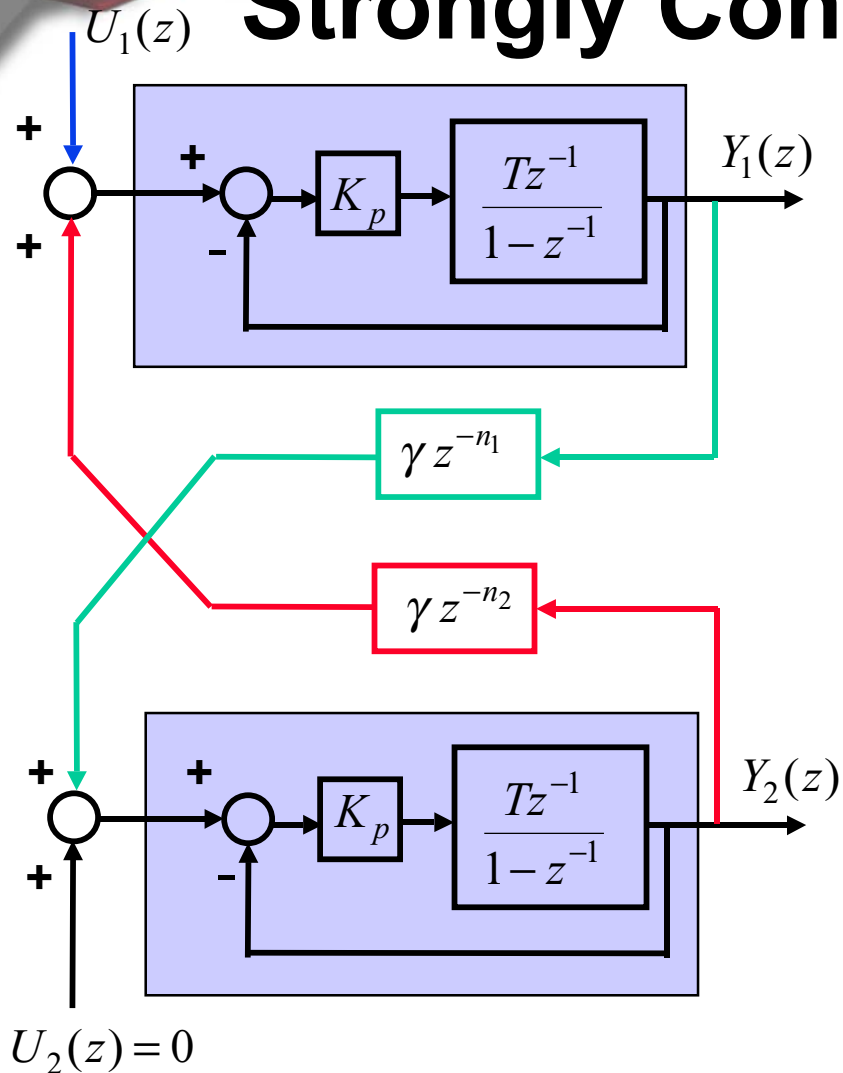 Strongly Con
U₁(z)
+
+
+
-
Kₚ
Tz⁻¹
1 − z⁻¹
Y₁(z)
γ z⁻ⁿ¹
γ z⁻ⁿ²
+
+
+
-
Kₚ
Tz⁻¹
1 − z⁻¹
Y₂(z)
U₂(z) = 0